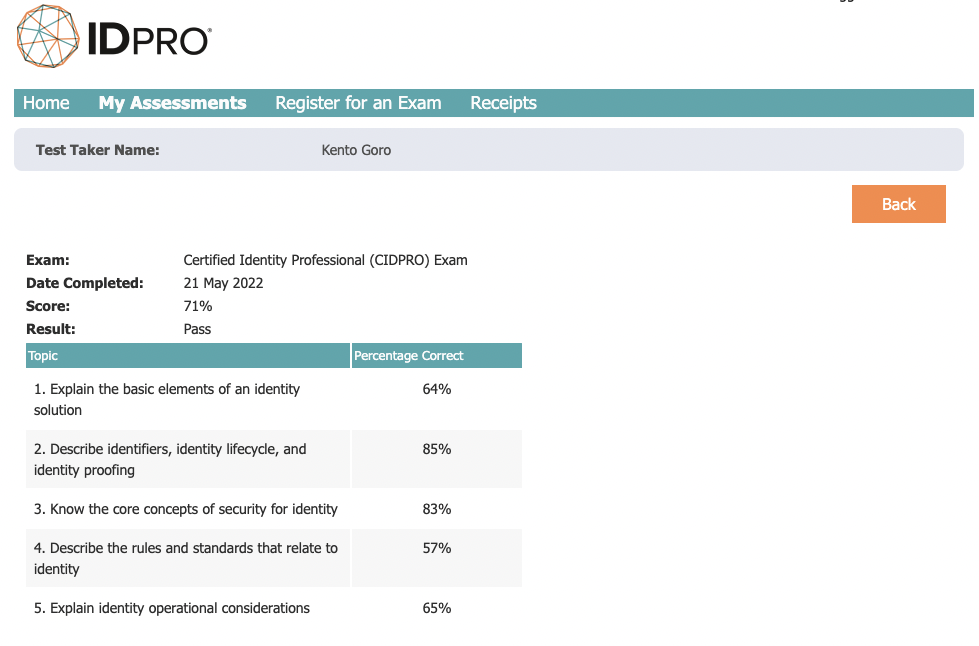 IDPRO®
Home My Assessments Register for an Exam Receipts
Test Taker Name: Kento Goro
Back
Exam: Certified Identity Professional (CIDPRO) Exam
Date Completed: 21 May 2022
Score: 71%
Result: Pass
Topic Percentage Correct
1. Explain the basic elements of an identity 64%
solution
2. Describe identifiers, identity lifecycle, and 85%
identity proofing
3. Know the core concepts of security for identity 83%
4. Describe the rules and standards that relate to 57%
identity
5. Explain identity operational considerations 65%